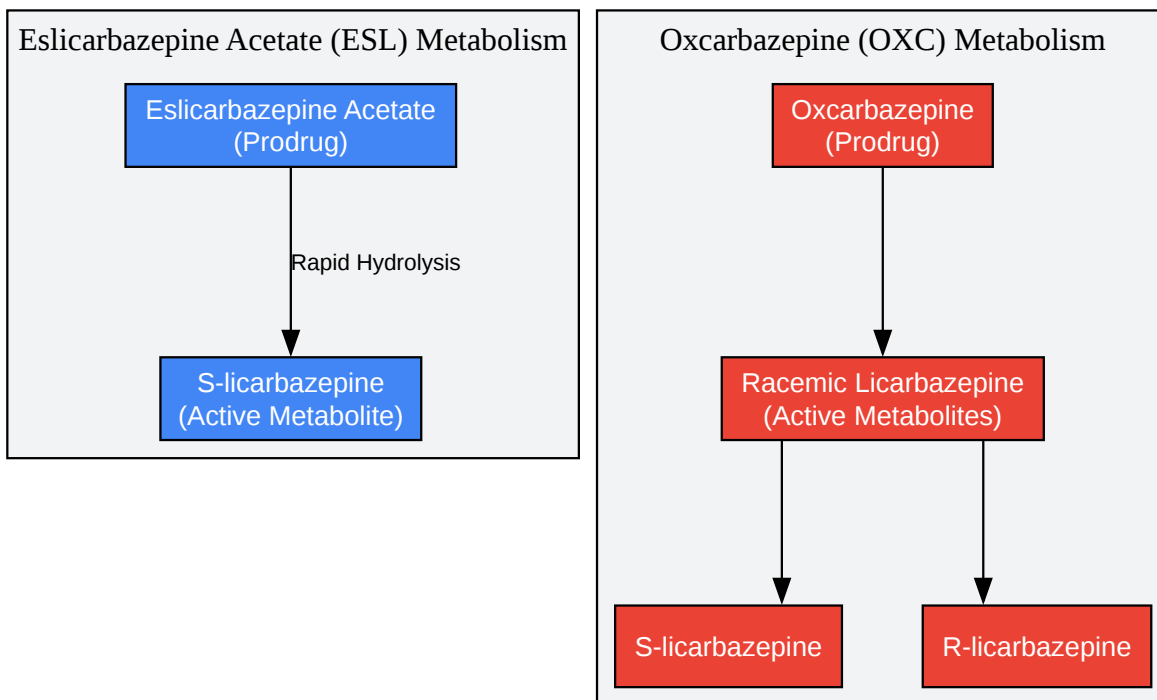 Eslicarbazepine Acetate (ESL) Metabolism
Eslicarbazepine Acetate
(Prodrug)
Rapid Hydrolysis
S-licarbazepine
(Active Metabolite)
Oxcarbazepine (OXC) Metabolism
Oxcarbazepine
(Prodrug)
Racemic Licarbazepine
(Active Metabolites)
S-licarbazepine
R-licarbazepine